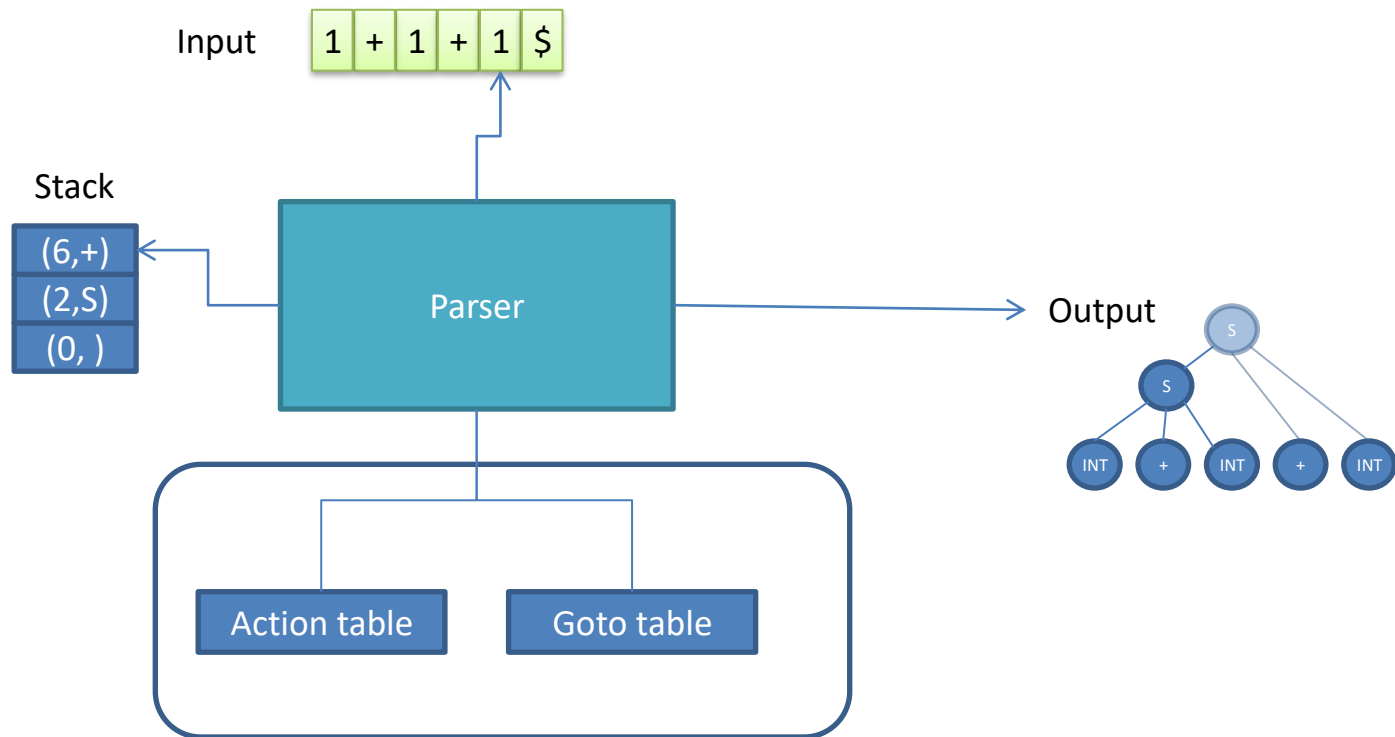 Input 1 + 1 + 1 $
Stack
(6,+)
(2,S)
(0, )
Parser
Output
S
S
INT + INT + INT
Action table Goto table